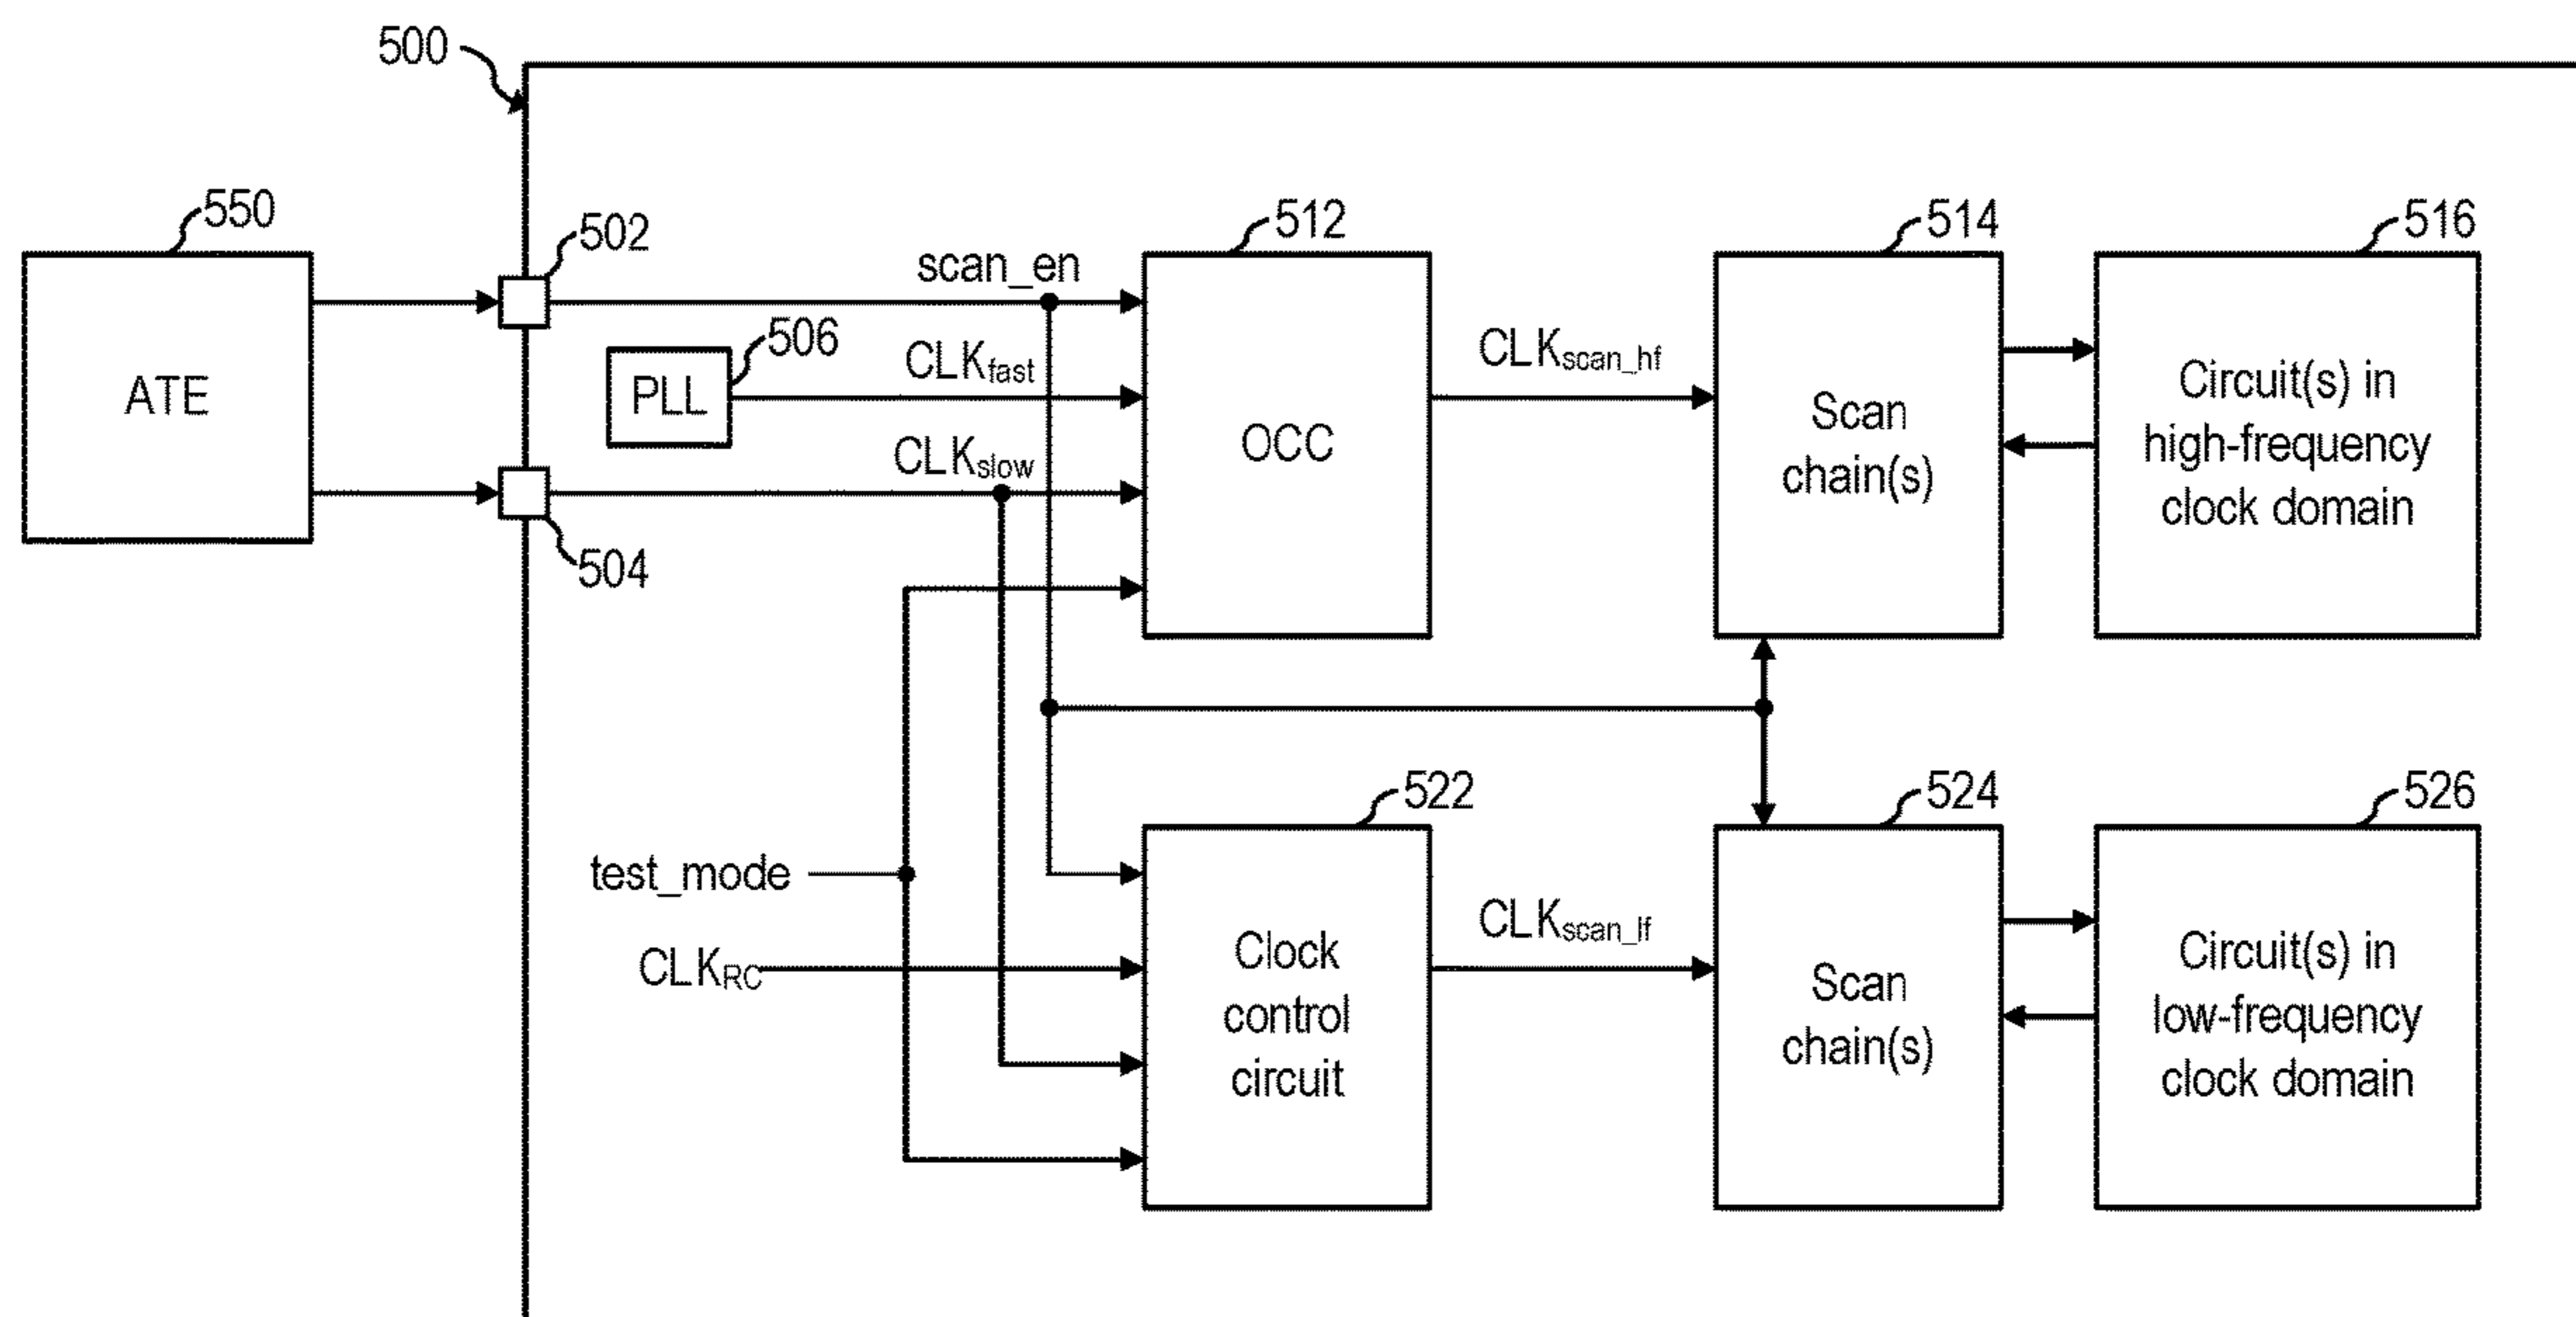 500
550
502
512
514
516
scan_en
506
CLKfast
PLL
CLKscan_hf
ATE
Circuit(s) in
high-frequency
clock domain
Scan
chain(s)
OCC
CLKslow
504
522
524
526
test_mode
CLKRC
Clock
control
circuit
CLKscan_lf
Scan
chain(s)
Circuit(s) in
low-frequency
clock domain